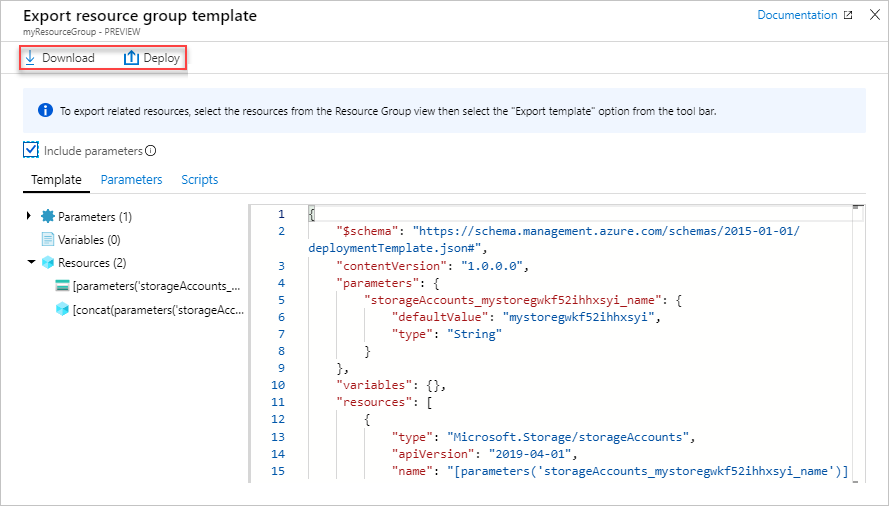 Export resource group template
Documentation
myResourceGroup - PREVIEW
Download Deploy
To export related resources, select the resources from the Resource Group view then select the "Export template" option from the tool bar.
Include parameters
Template Parameters Scripts
Parameters (1)
Variables (0)
Resources (2)
[parameters('storageAccounts_...
[concat(parameters('storageAcc...
1 {
2 "$schema": "https://schema.management.azure.com/schemas/2015-01-01/
deploymentTemplate.json#",
3 "contentVersion": "1.0.0.0",
4 "parameters": {
5 "storageAccounts_mystoregwkf52ihhxsyi_name": {
6 "defaultValue": "mystoregwkf52ihhxsyi",
7 "type": "String"
8 }
9 },
10 "variables": {},
11 "resources": [
12 {
13 "type": "Microsoft.Storage/storageAccounts",
14 "apiVersion": "2019-04-01",
15 "name": "[parameters('storageAccounts_mystoregwkf52ihhxsyi_name')]